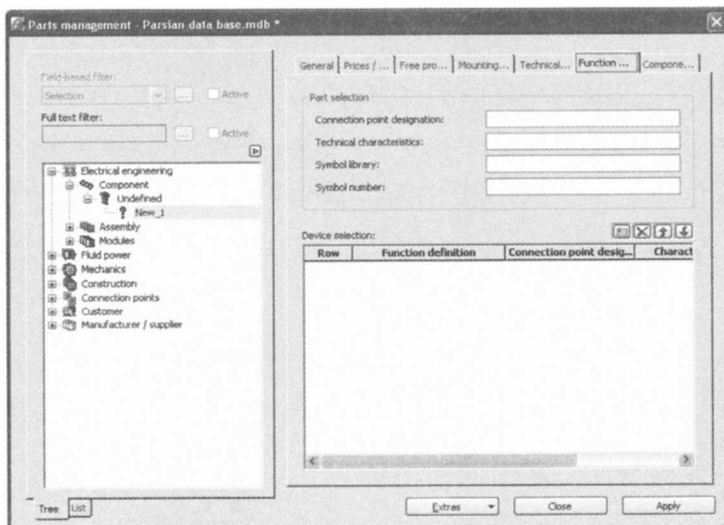 Parts management - Parsian data base.mdb *
Field-based filter:
Selection
...
Active
Full text filter:
...
Active
Electrical engineering
Component
Undefined
New_1
Assembly
Modules
Fluid power
Mechanics
Construction
Connection points
Customer
Manufacturer / supplier
Tree
List
General
Prices / ...
Free pro...
Mounting...
Technical...
Function ...
Compone...
Part selection
Connection point designation:
Technical characteristics:
Symbol library:
Symbol number:
Device selection:
Row
Function definition
Connection point desig...
Charact
Extras
Close
Apply